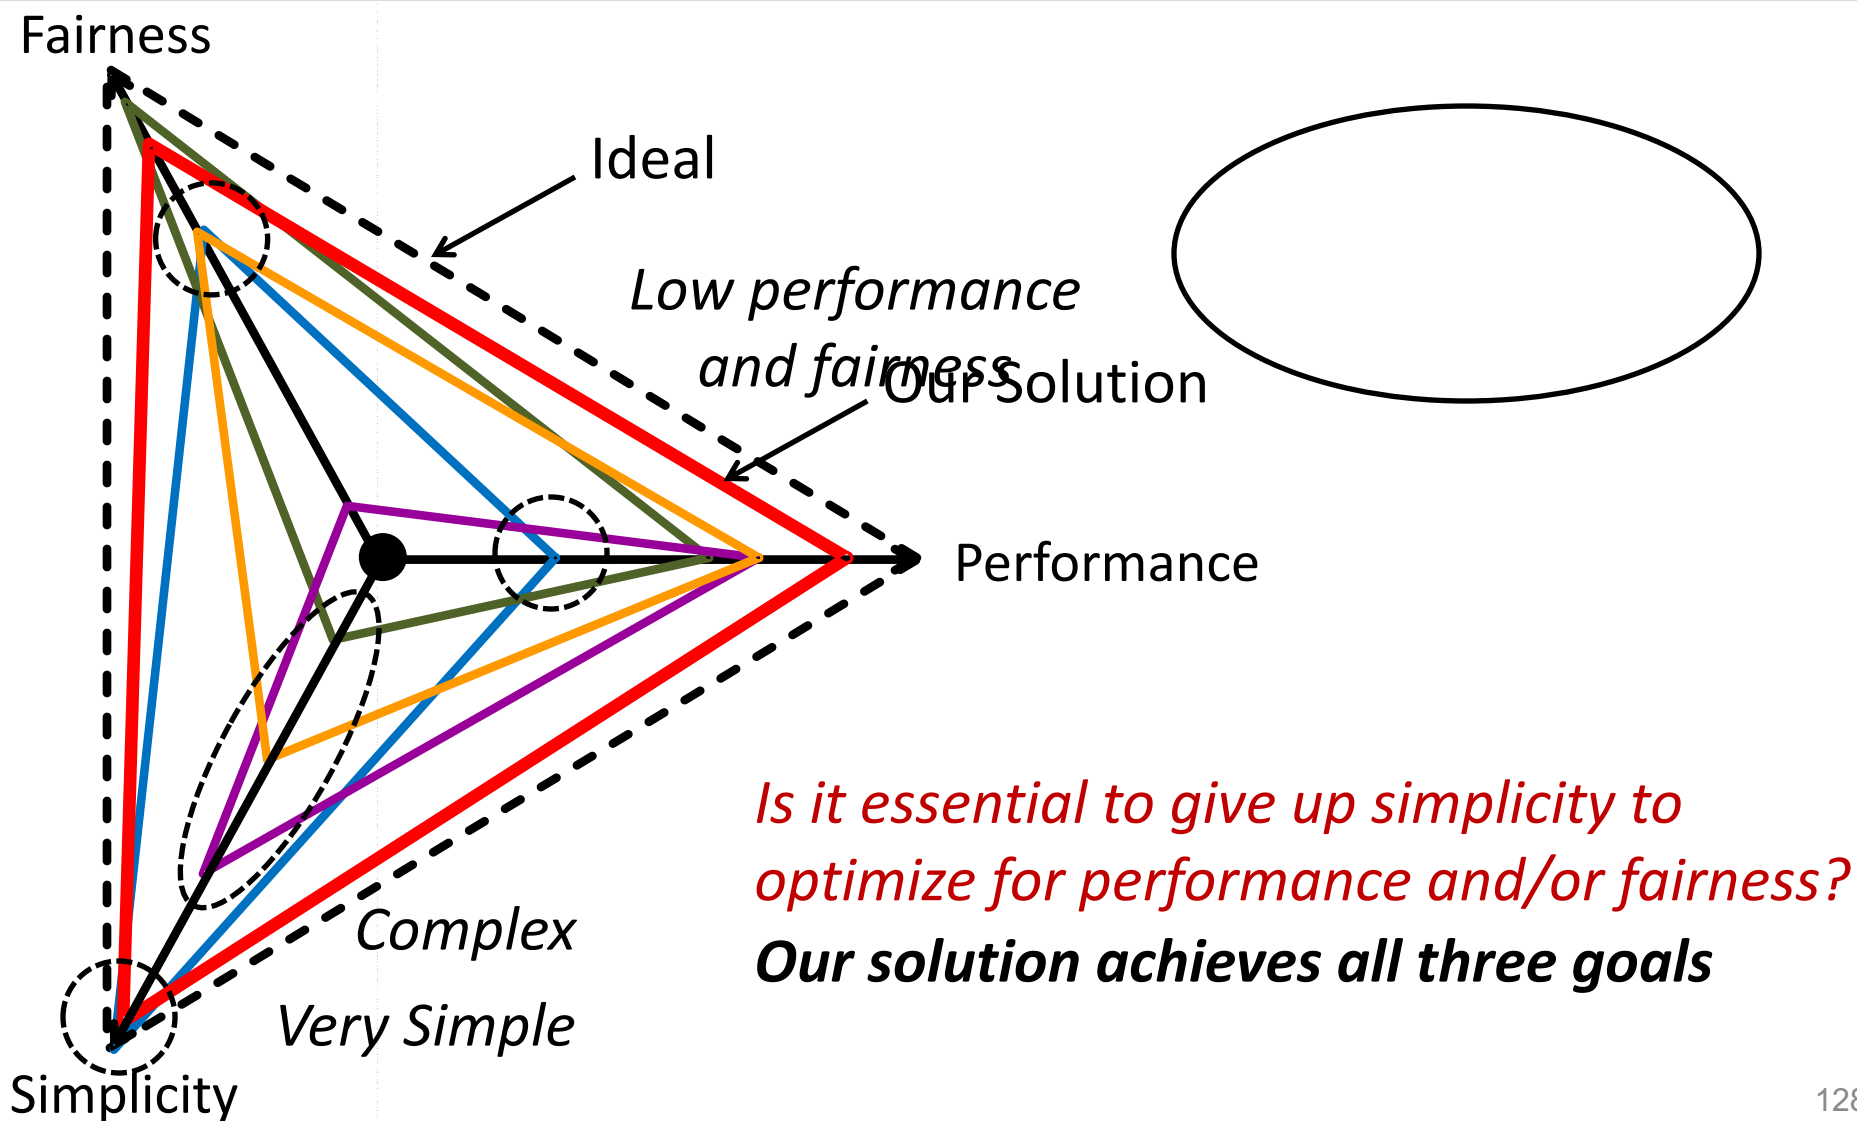 Fairness
Ideal
Low performance
and fairness
Our Solution
Performance
Is it essential to give up simplicity to
optimize for performance and/or fairness?
Complex
Our solution achieves all three goals
Very Simple
Simplicity
128